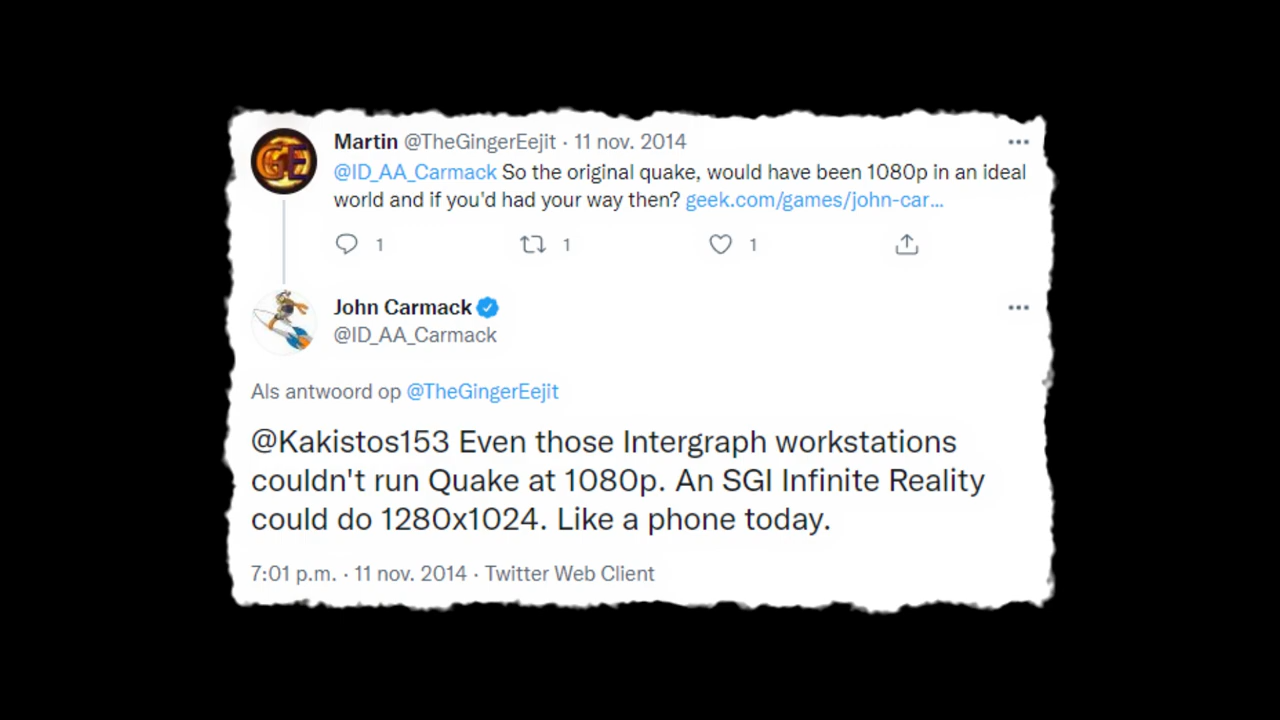 GE
Martin @TheGingerEejit · 11 nov. 2014
@ID_AA_Carmack So the original quake, would have been 1080p in an ideal
world and if you'd had your way then? geek.com/games/john-car...
1 1 1
John Carmack
@ID_AA_Carmack
Als antwoord op @TheGingerEejit
@Kakistos153 Even those Intergraph workstations
couldn't run Quake at 1080p. An SGI Infinite Reality
could do 1280x1024. Like a phone today.
7:01 p.m. · 11 nov. 2014 · Twitter Web Client